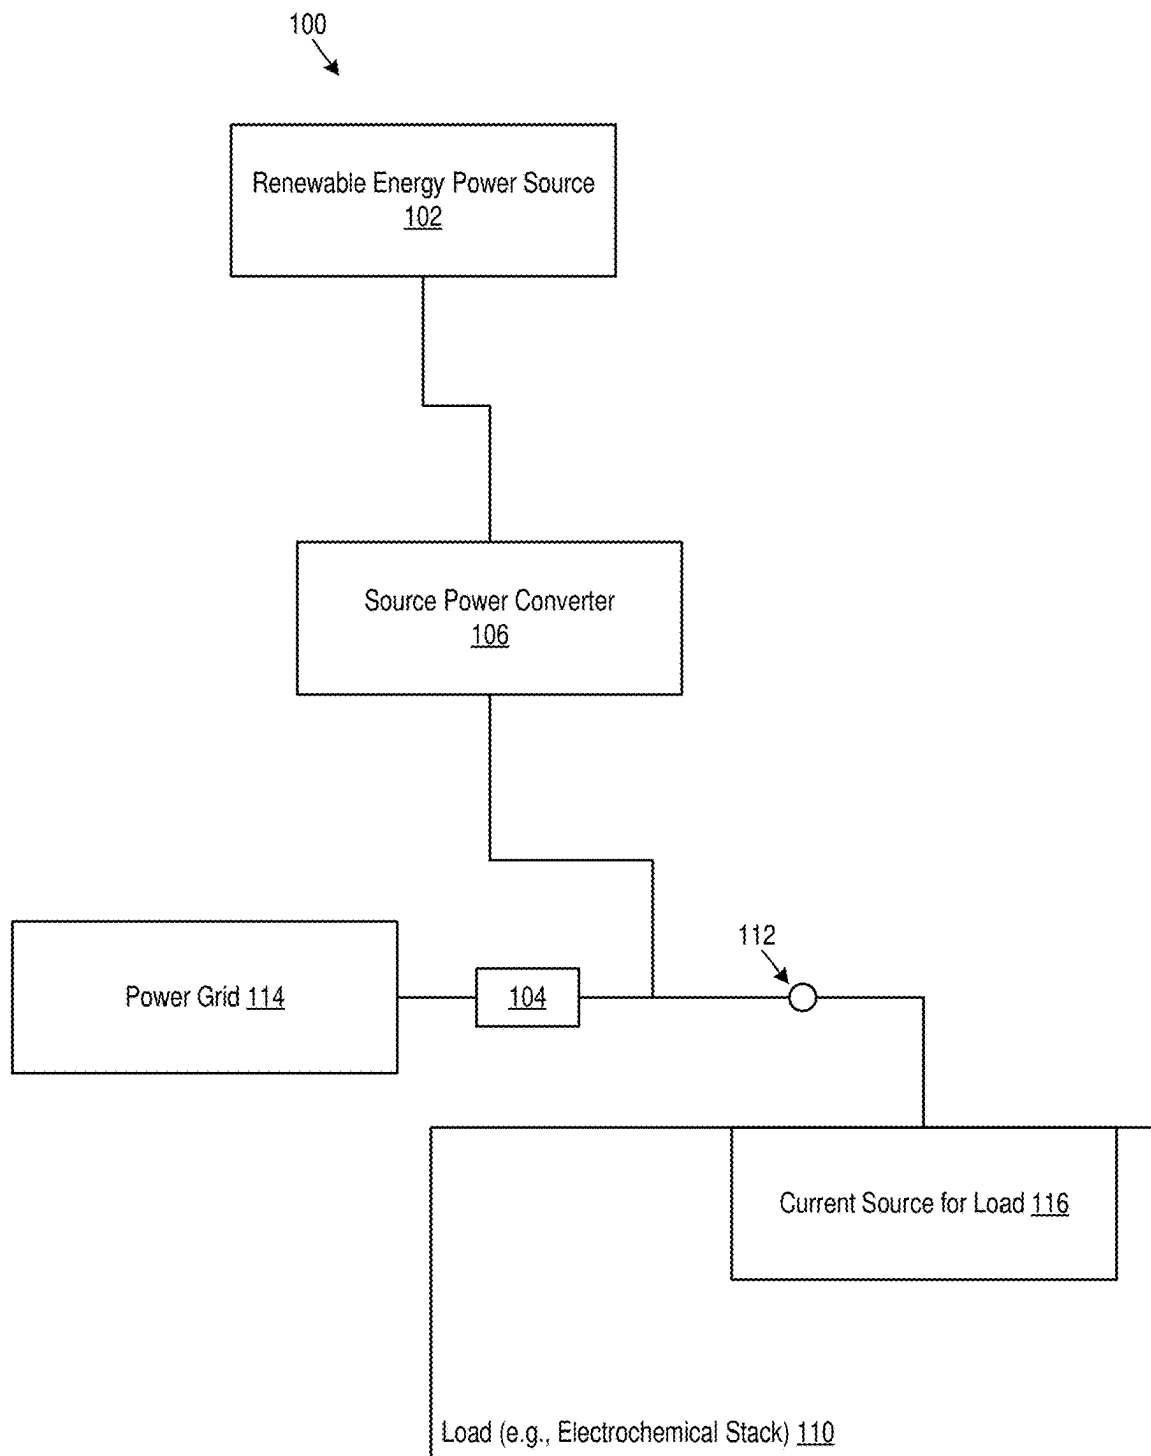 100
Renewable Energy Power Source
102
Source Power Converter
106
112
Power Grid 114
104
Current Source for Load 116
Load (e.g., Electrochemical Stack) 110